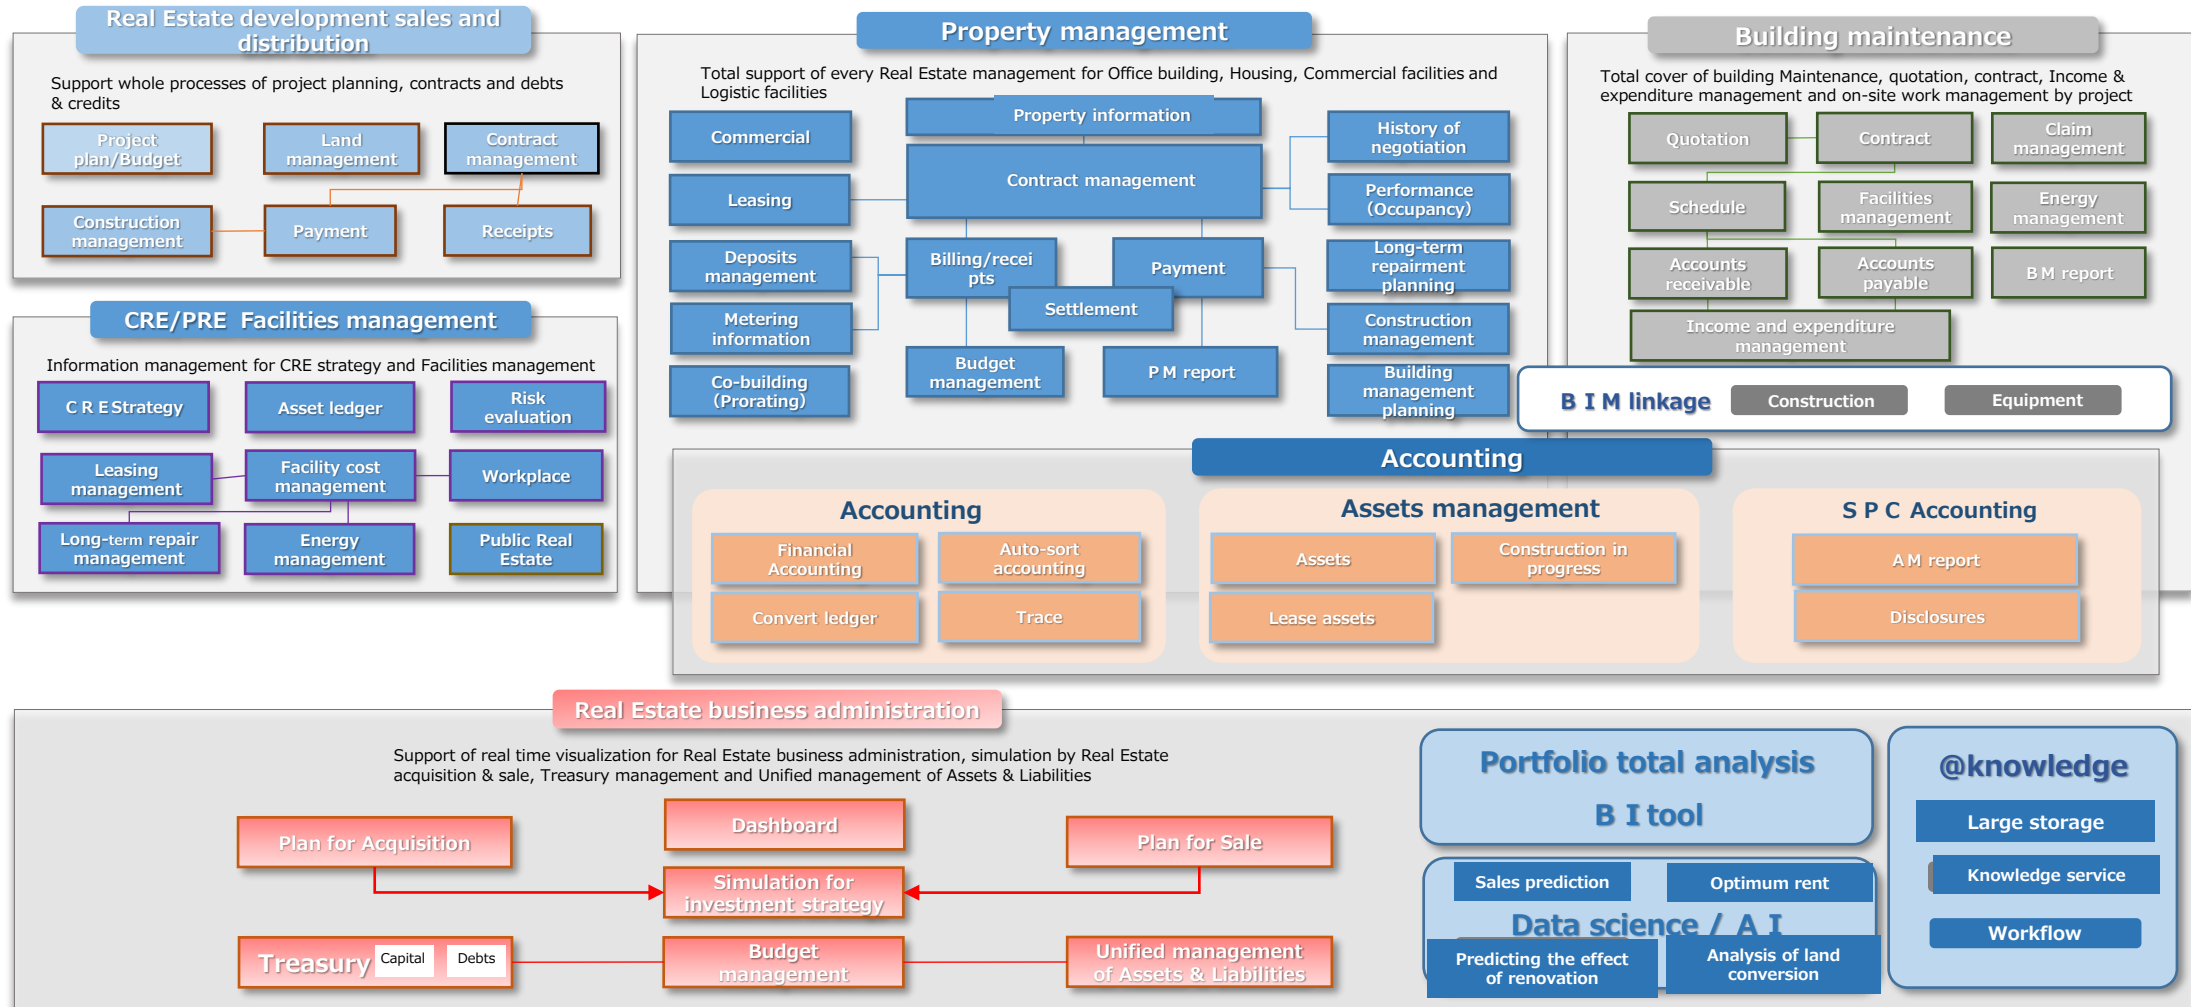 Real Estate development sales and
distribution
Support whole processes of project planning, contracts and debts
& credits
Project
plan/Budget
Land
management
Contract
management
Construction
management
Payment
Receipts
CRE/PRE Facilities management
Information management for CRE strategy and Facilities management
C R E Strategy
Asset ledger
Risk
evaluation
Leasing
management
Facility cost
management
Workplace
Long-term repair
management
Energy
management
Public Real
Estate
Property management
Total support of every Real Estate management for Office building, Housing, Commercial facilities and
Logistic facilities
Commercial
Property information
History of
negotiation
Contract management
Leasing
Performance
(Occupancy)
Deposits
management
Billing/recei
pts
Payment
Long-term
repairment
planning
Settlement
Metering
information
Construction
management
Budget
management
P M report
Co-building
(Prorating)
Building
management
planning
Building maintenance
Total cover of building Maintenance, quotation, contract, Income &
expenditure management and on-site work management by project
Quotation
Contract
Claim
management
Schedule
Facilities
management
Energy
management
Accounts
receivable
Accounts
payable
B M report
Income and expenditure
management
B I M linkage
Construction
Equipment
Accounting
Accounting
Financial
Accounting
Auto-sort
accounting
Convert ledger
Trace
Assets management
Assets
Construction in
progress
Lease assets
S P C Accounting
A M report
Disclosures
Real Estate business administration
Support of real time visualization for Real Estate business administration, simulation by Real Estate
acquisition & sale, Treasury management and Unified management of Assets & Liabilities
Plan for Acquisition
Dashboard
Plan for Sale
Simulation for
investment strategy
Treasury
Capital
Debts
Budget
management
Unified management
of Assets & Liabilities
Portfolio total analysis
B I tool
Sales prediction
Optimum rent
Data science / A I
Predicting the effect
of renovation
Analysis of land
conversion
@knowledge
Large storage
Knowledge service
Workflow